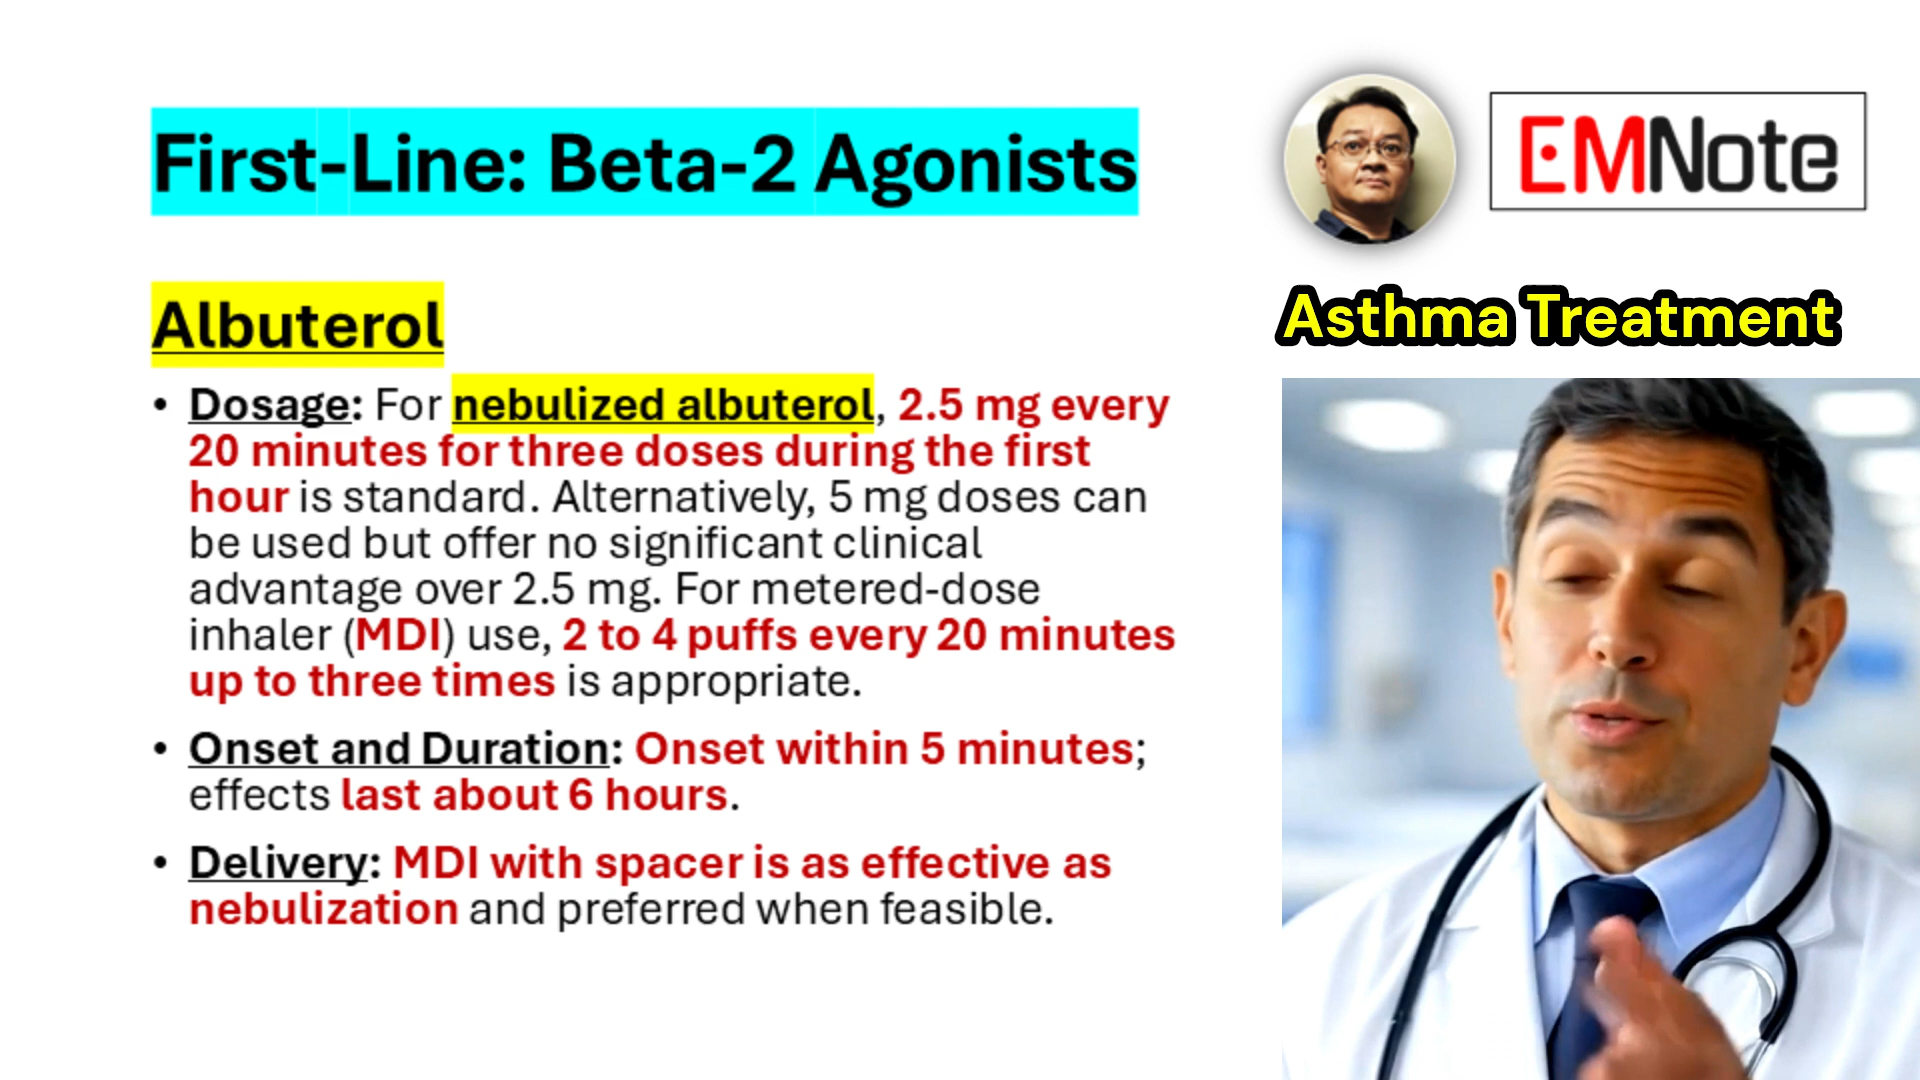 First-Line: Beta-2 Agonists
EMNote
Asthma Treatment
Albuterol
• Dosage: For nebulized albuterol, 2.5 mg every
20 minutes for three doses during the first
hour is standard. Alternatively, 5 mg doses can
be used but offer no significant clinical
advantage over 2.5 mg. For metered-dose
inhaler (MDI) use, 2 to 4 puffs every 20 minutes
up to three times is appropriate.
• Onset and Duration: Onset within 5 minutes;
effects last about 6 hours.
• Delivery: MDI with spacer is as effective as
nebulization and preferred when feasible.